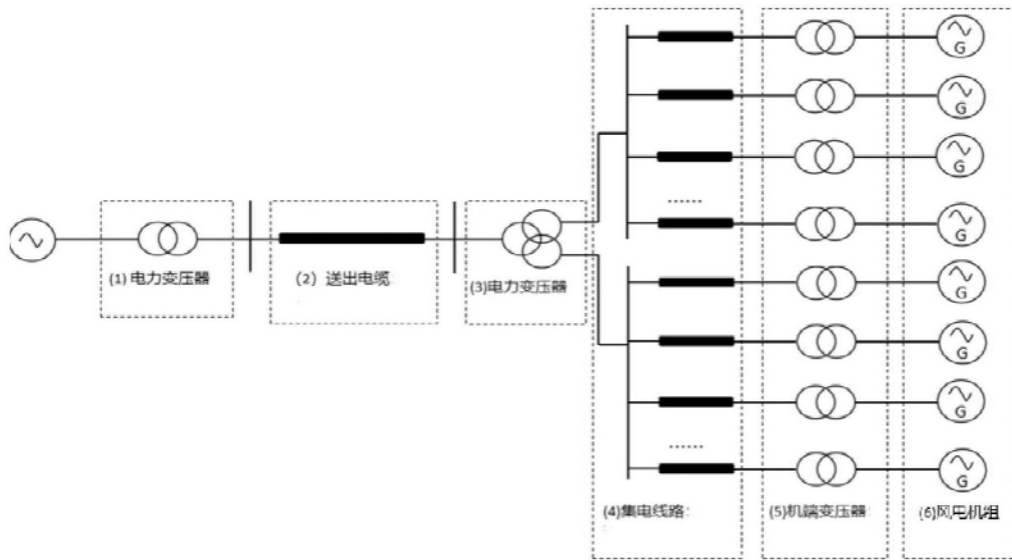 G
G
G
......
G
(1) 电力变压器
(2) 送出电缆:
(3)电力变压器
G
G
G
......
G
(4)集电线路:
(5)机端变压器:
(6)风电机组